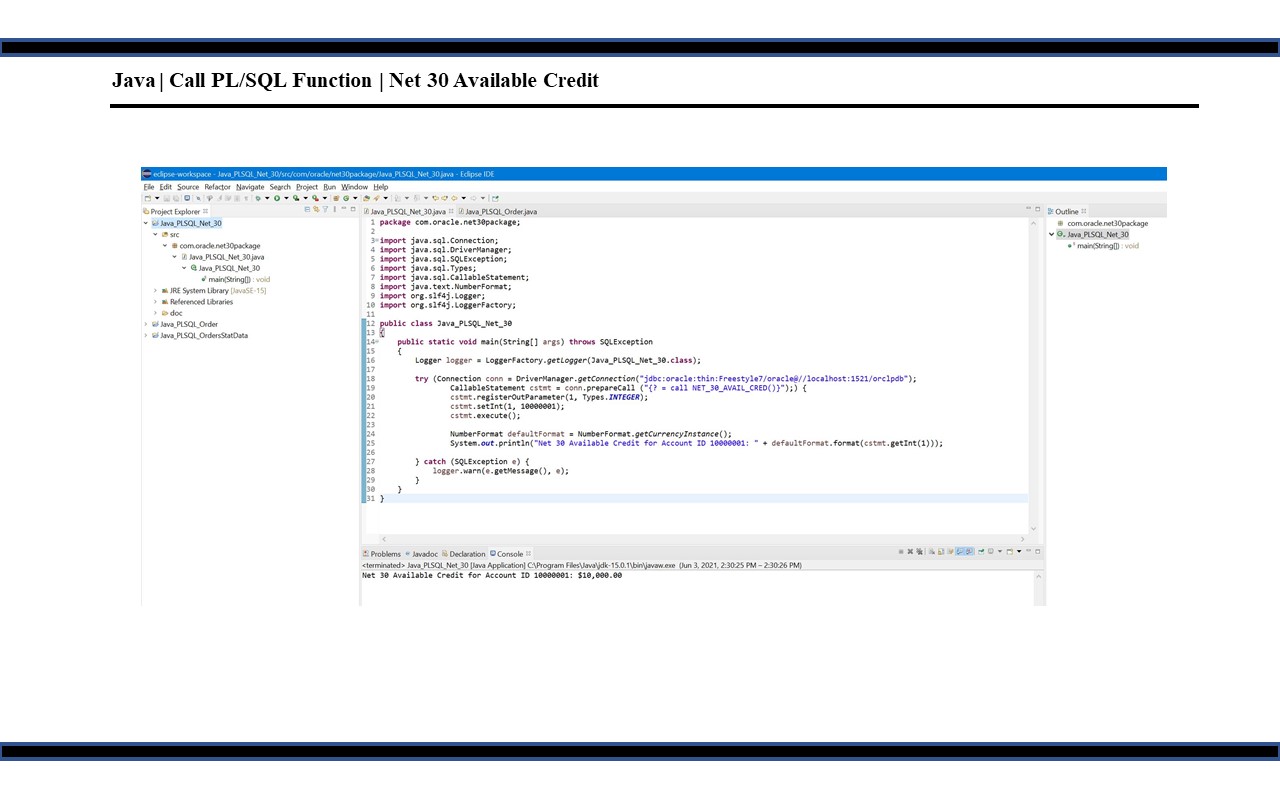 Java | Call PL/SQL Function | Net 30 Available Credit
eclipse-workspace - Java_PLSQL_Net_30/src/com/oracle/net30package/Java_PLSQL_Net_30.java - Eclipse IDE
File Edit Source Refactor Navigate Search Project Run Window Help
Project Explorer
Java_PLSQL_Net_30
src
com.oracle.net30package
Java_PLSQL_Net_30.java
Java_PLSQL_Net_30
main(String[]) : void
JRE System Library [JavaSE-15]
Referenced Libraries
doc
Java_PLSQL_Order
Java_PLSQL_OrdersStatData
Java_PLSQL_Net_30.java Java_PLSQL_Order.java
1 package com.oracle.net30package;
2
3 import java.sql.Connection;
4 import java.sql.DriverManager;
5 import java.sql.SQLException;
6 import java.sql.Types;
7 import java.sql.CallableStatement;
8 import java.text.NumberFormat;
9 import org.slf4j.Logger;
10 import org.slf4j.LoggerFactory;
11
12 public class Java_PLSQL_Net_30
13 {
14 public static void main(String[] args) throws SQLException
15 {
16 Logger logger = LoggerFactory.getLogger(Java_PLSQL_Net_30.class);
17
18 try (Connection conn = DriverManager.getConnection("jdbc:oracle:thin:Freestyle7/oracle@//localhost:1521/orclpdb");
19 CallableStatement cstmt = conn.prepareCall ("{? = call NET_30_AVAIL_CRED()}");) {
20 cstmt.registerOutParameter(1, Types.INTEGER);
21 cstmt.setInt(1, 10000001);
22 cstmt.execute();
23
24 NumberFormat defaultFormat = NumberFormat.getCurrencyInstance();
25 System.out.println("Net 30 Available Credit for Account ID 10000001: " + defaultFormat.format(cstmt.getInt(1)));
26
27 } catch (SQLException e) {
28 logger.warn(e.getMessage(), e);
29 }
30 }
31 }
Outline
com.oracle.net30package
Java_PLSQL_Net_30
main(String[]) : void
Problems Javadoc Declaration Console
<terminated> Java_PLSQL_Net_30 [Java Application] C:\Program Files\Java\jdk-15.0.1\bin\javaw.exe (Jun 3, 2021, 2:30:25 PM – 2:30:26 PM)
Net 30 Available Credit for Account ID 10000001: $10,000.00